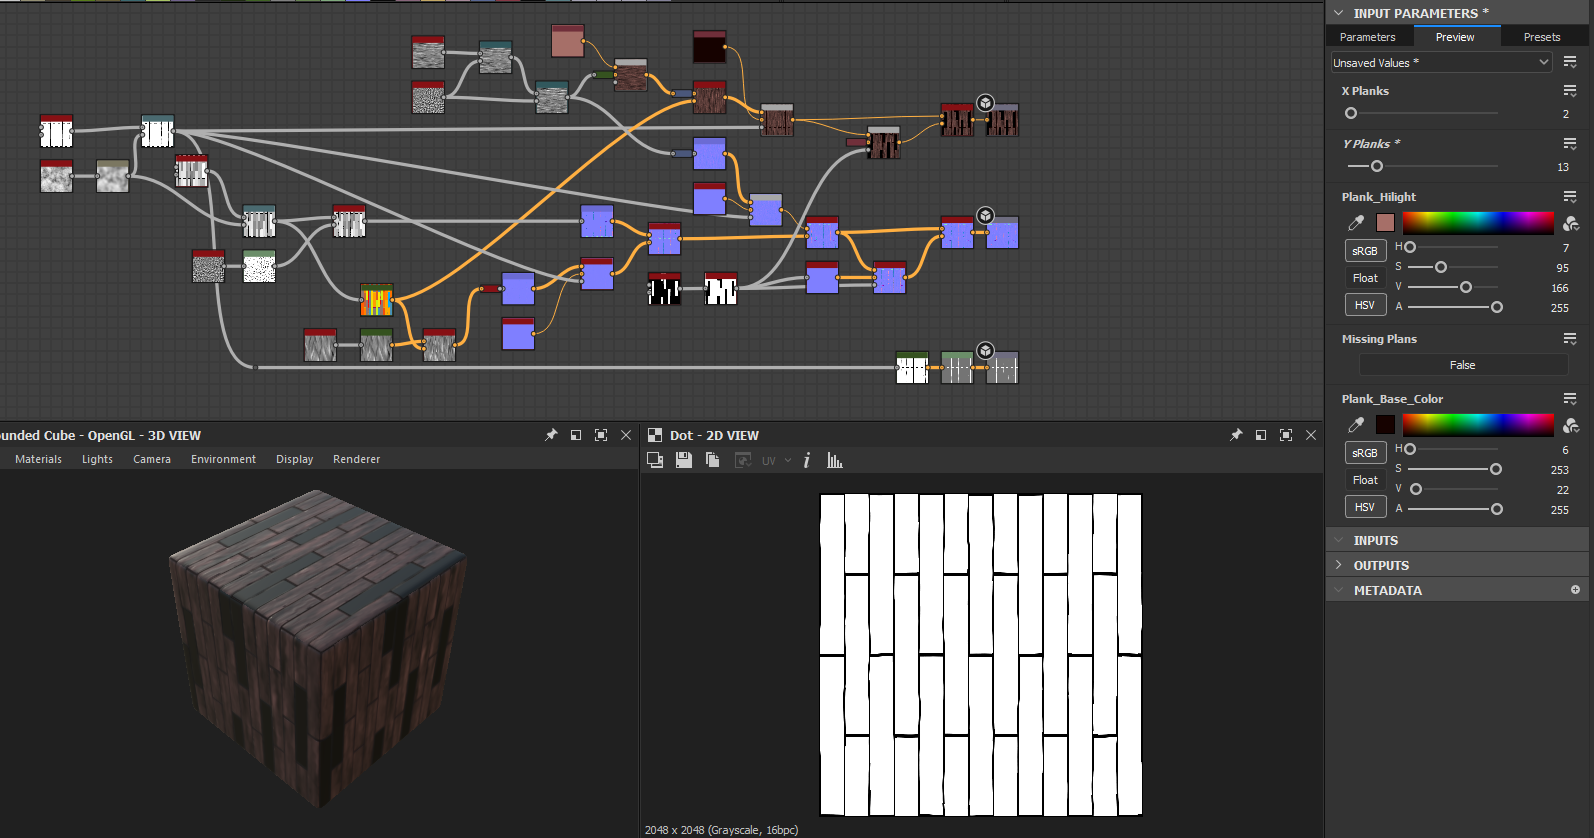 INPUT PARAMETERS *
Parameters
Preview
Presets
Unsaved Values *
X Planks
2
Y Planks *
13
Plank_Hilight
sRGB
H
7
S
95
Float
V
166
HSV
A
255
Missing Plans
False
Plank_Base_Color
sRGB
H
6
S
253
Float
V
22
HSV
A
255
INPUTS
OUTPUTS
METADATA
ounded Cube - OpenGL - 3D VIEW
Materials
Lights
Camera
Environment
Display
Renderer
Dot - 2D VIEW
UV
i
2048 x 2048 (Grayscale, 16bpc)